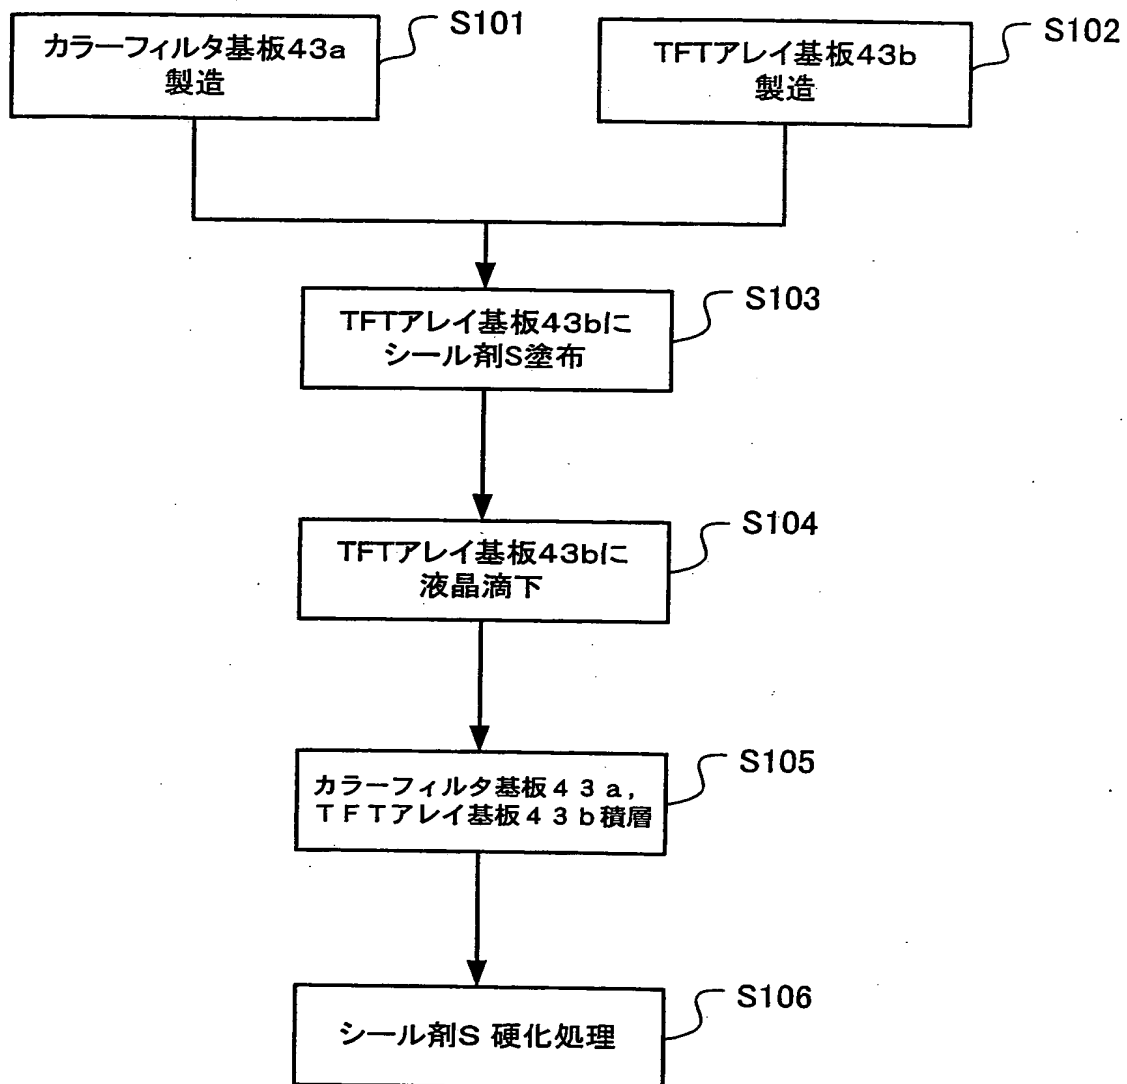 カラーフィルタ基板43a
製造
S101
TFTアレイ基板43b
製造
S102
TFTアレイ基板43bに
シール剤S塗布
S103
TFTアレイ基板43bに
液晶滴下
S104
カラーフィルタ基板４３ａ，
ＴＦＴアレイ基板４３ｂ積層
S105
シール剤S 硬化処理
S106